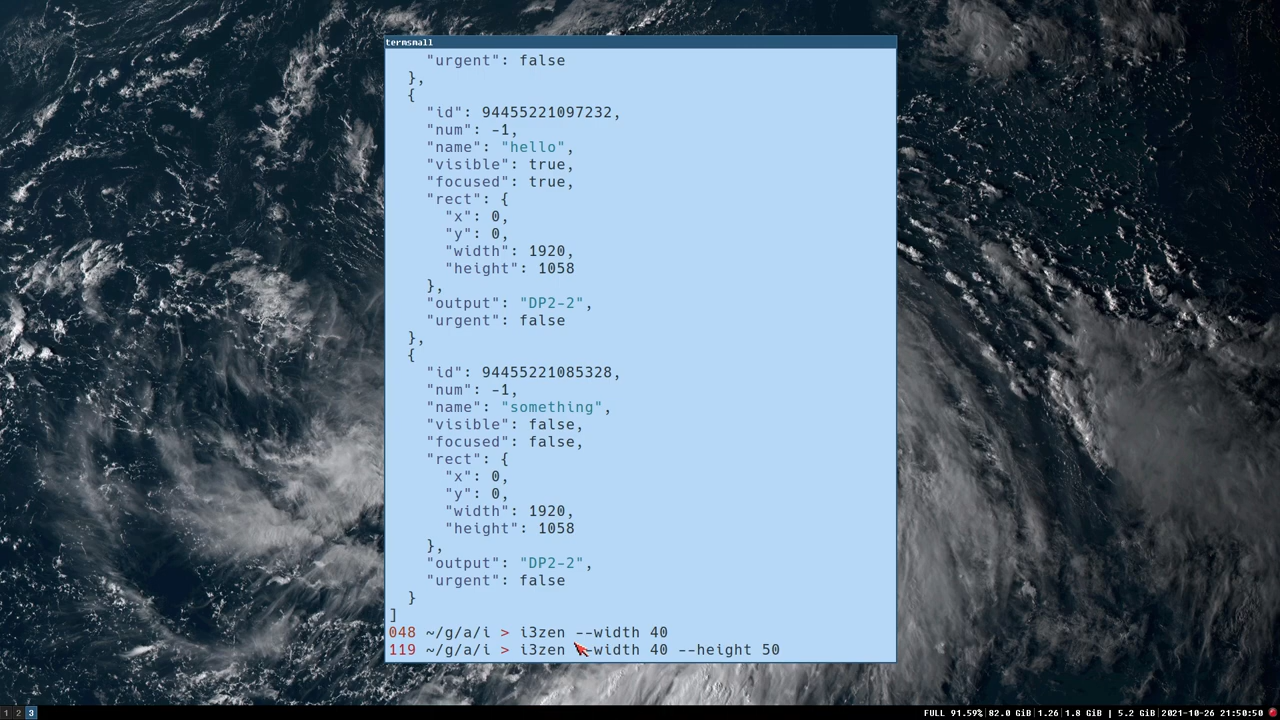 termsmall
"urgent": false
},
{
"id": 94455221097232,
"num": -1,
"name": "hello",
"visible": true,
"focused": true,
"rect": {
"x": 0,
"y": 0,
"width": 1920,
"height": 1058
},
"output": "DP2-2",
"urgent": false
},
{
"id": 94455221085328,
"num": -1,
"name": "something",
"visible": false,
"focused": false,
"rect": {
"x": 0,
"y": 0,
"width": 1920,
"height": 1058
},
"output": "DP2-2",
"urgent": false
}
]
048 ~/g/a/i > i3zen --width 40
119 ~/g/a/i > i3zen --width 40 --height 50
1 2 3 FULL 91.59% 82.0 GiB 1.26 1.8 GiB | 5.2 GiB 2021-10-26 21:50:50